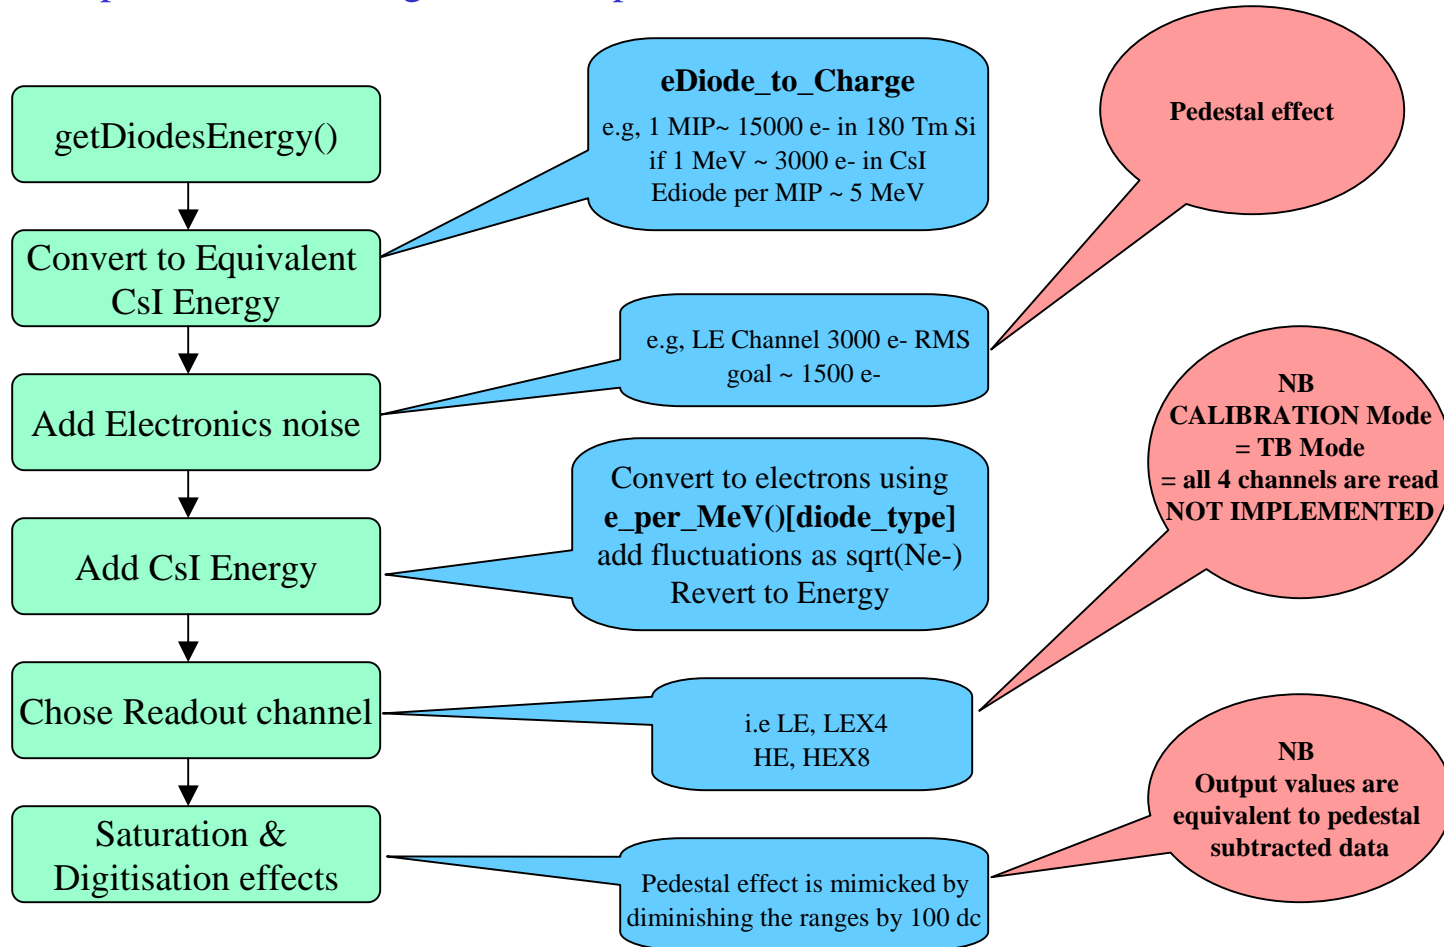 getDiodesEnergy()
Convert to Equivalent
CsI Energy
Add Electronics noise
Add CsI Energy
Chose Readout channel
Saturation &
Digitisation effects
eDiode_to_Charge
e.g, 1 MIP~ 15000 e- in 180 Tm Si
if 1 MeV ~ 3000 e- in CsI
Ediode per MIP ~ 5 MeV
e.g, LE Channel 3000 e- RMS
goal ~ 1500 e-
Convert to electrons using
e_per_MeV()[diode_type]
add fluctuations as sqrt(Ne-)
Revert to Energy
i.e LE, LEX4
HE, HEX8
Pedestal effect is mimicked by
diminishing the ranges by 100 dc
Pedestal effect
NB
CALIBRATION Mode
= TB Mode
= all 4 channels are read
NOT IMPLEMENTED
NB
Output values are
equivalent to pedestal
subtracted data